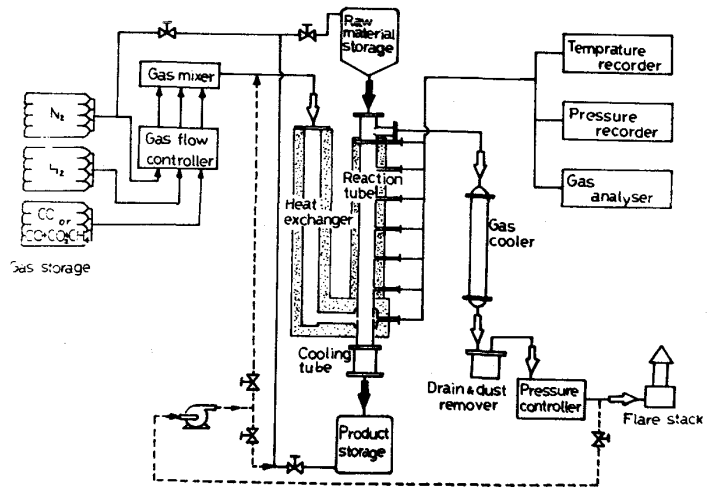 Raw
material
storage
Temprature
recorder
Gas mixer
N2
Pressure
recorder
Gas flow
controller
Reaction
tube
Gas
analyser
Heat
exchanger
CO or
CO+CO2+CH4
Gas
cooler
Gas storage
Cooling
tube
Drain & dust
remover
Pressure
controller
Flare stack
Product
storage